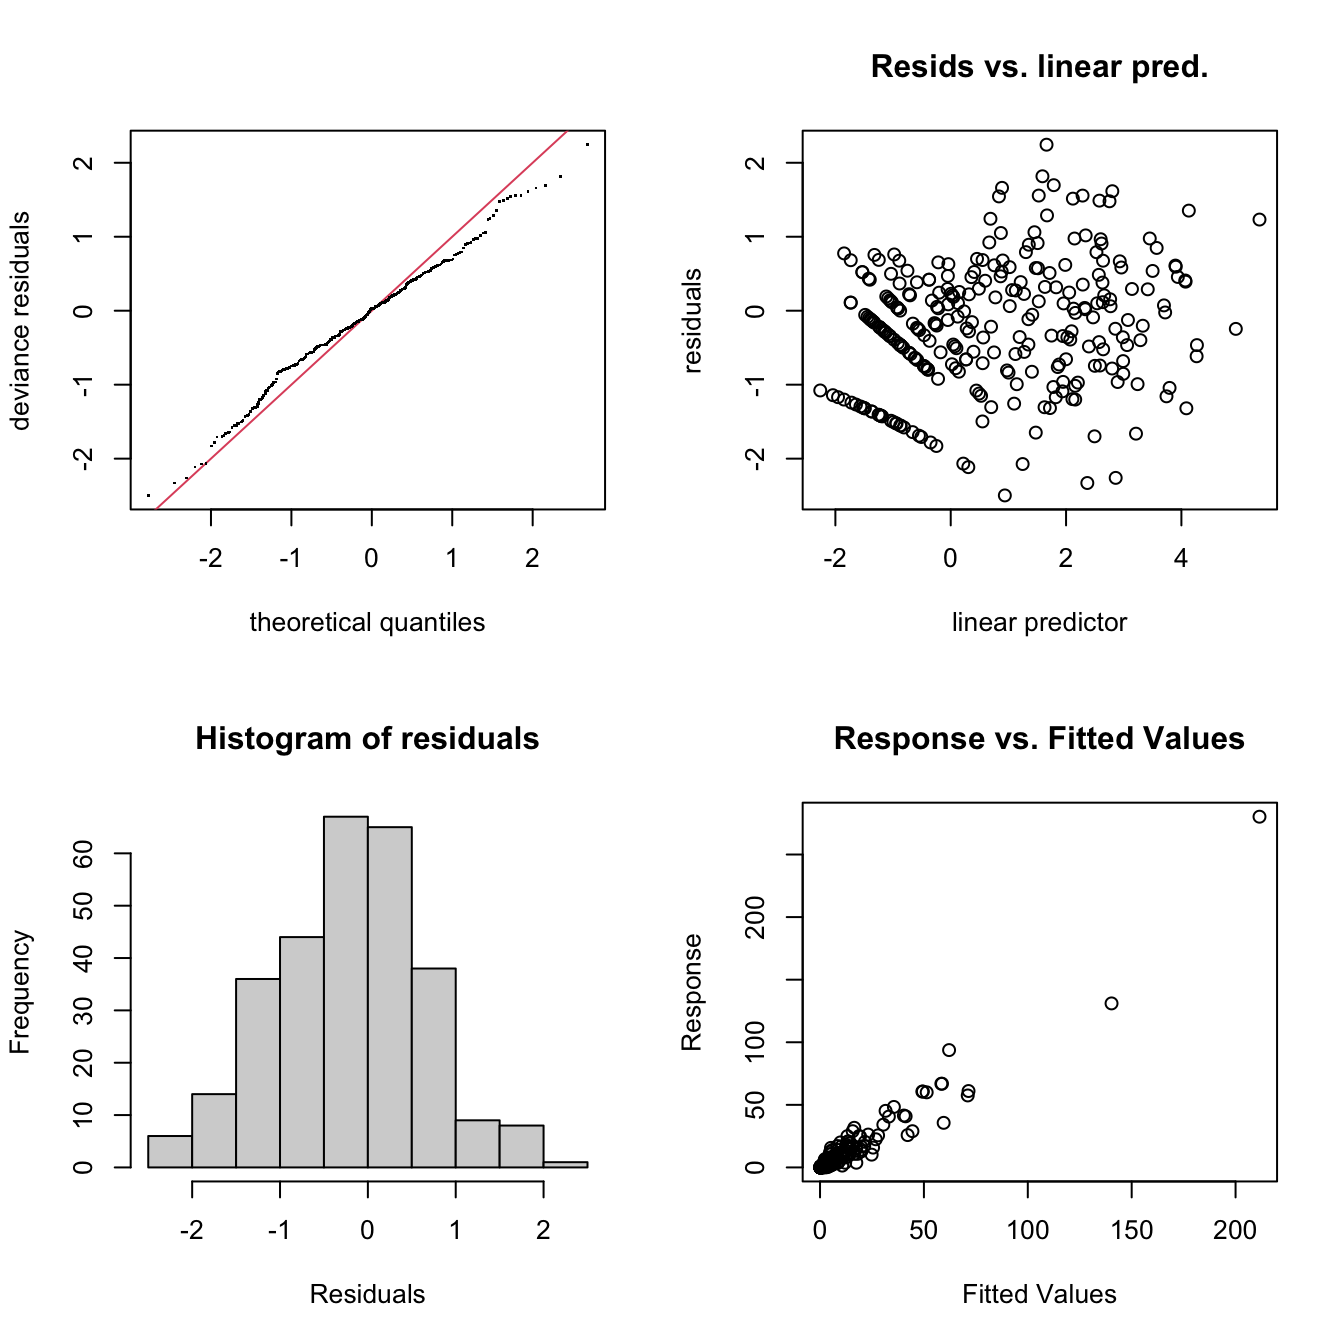 deviance residuals
2
1
0
-1
-2
-2 -1 0 1 2
theoretical quantiles
Resids vs. linear pred.
residuals
2
1
0
-1
-2
-2 0 2 4
linear predictor
Histogram of residuals
Frequency
60
50
40
30
20
10
0
-2 -1 0 1 2
Residuals
Response vs. Fitted Values
Response
200
100
50
0
0 50 100 150 200
Fitted Values